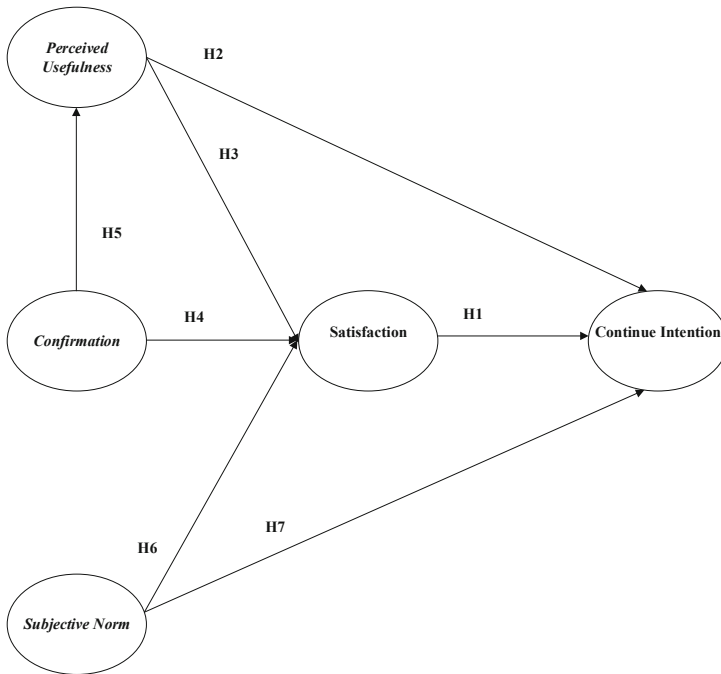 Perceived
Usefulness
H2
H3
H5
H4
Confirmation
Satisfaction
H1
Continue Intention
H6
H7
Subjective Norm